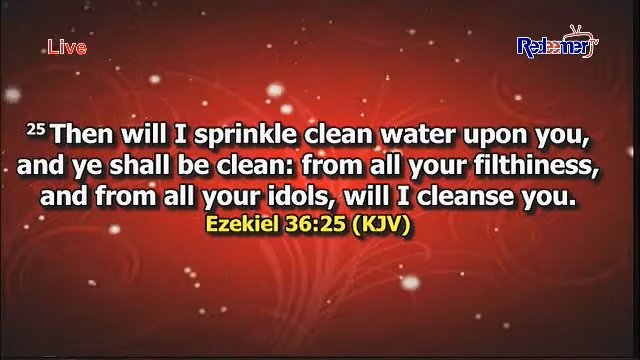 Live
Redeemer TV
25 Then will I sprinkle clean water upon you,
and ye shall be clean: from all your filthiness,
and from all your idols, will I cleanse you.
Ezekiel 36:25 (KJV)